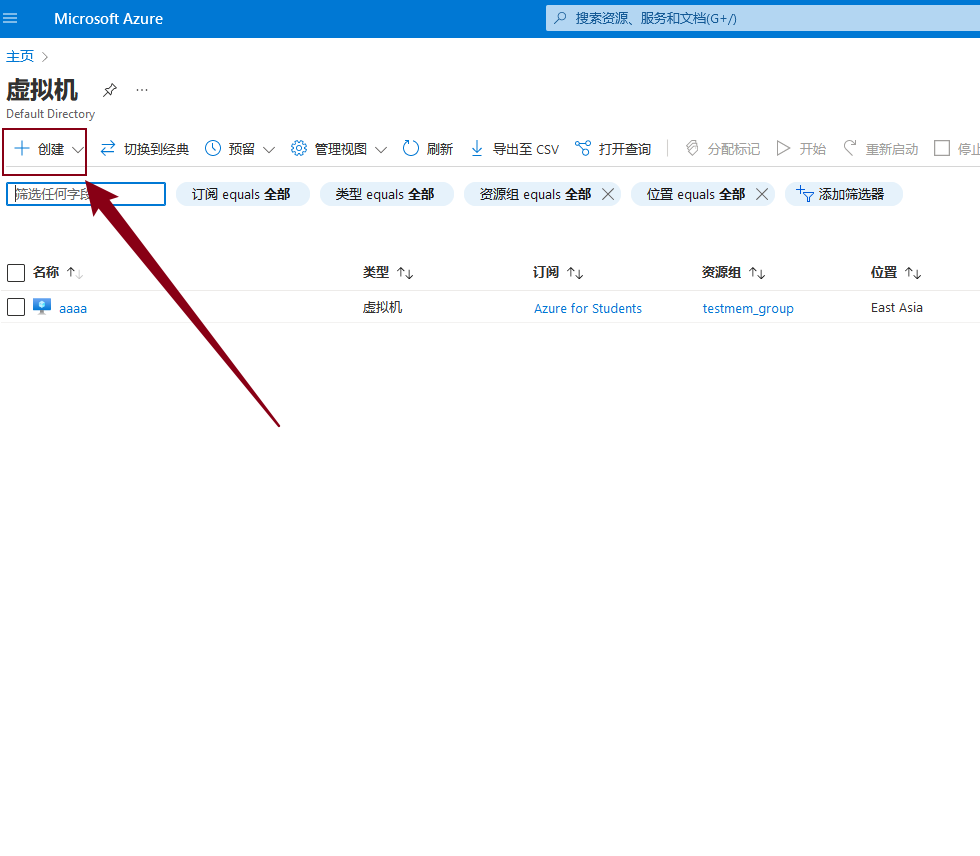 Microsoft Azure
搜索资源、服务和文档(G+/)
主页
虚拟机
Default Directory
创建 切换到经典 预留 管理视图 刷新 导出至 CSV 打开查询 分配标记 开始 重新启动 停止
筛选任何字段 订阅 equals 全部 类型 equals 全部 资源组 equals 全部 位置 equals 全部 添加筛选器
名称 类型 订阅 资源组 位置
aaaa 虚拟机 Azure for Students testmem_group East Asia